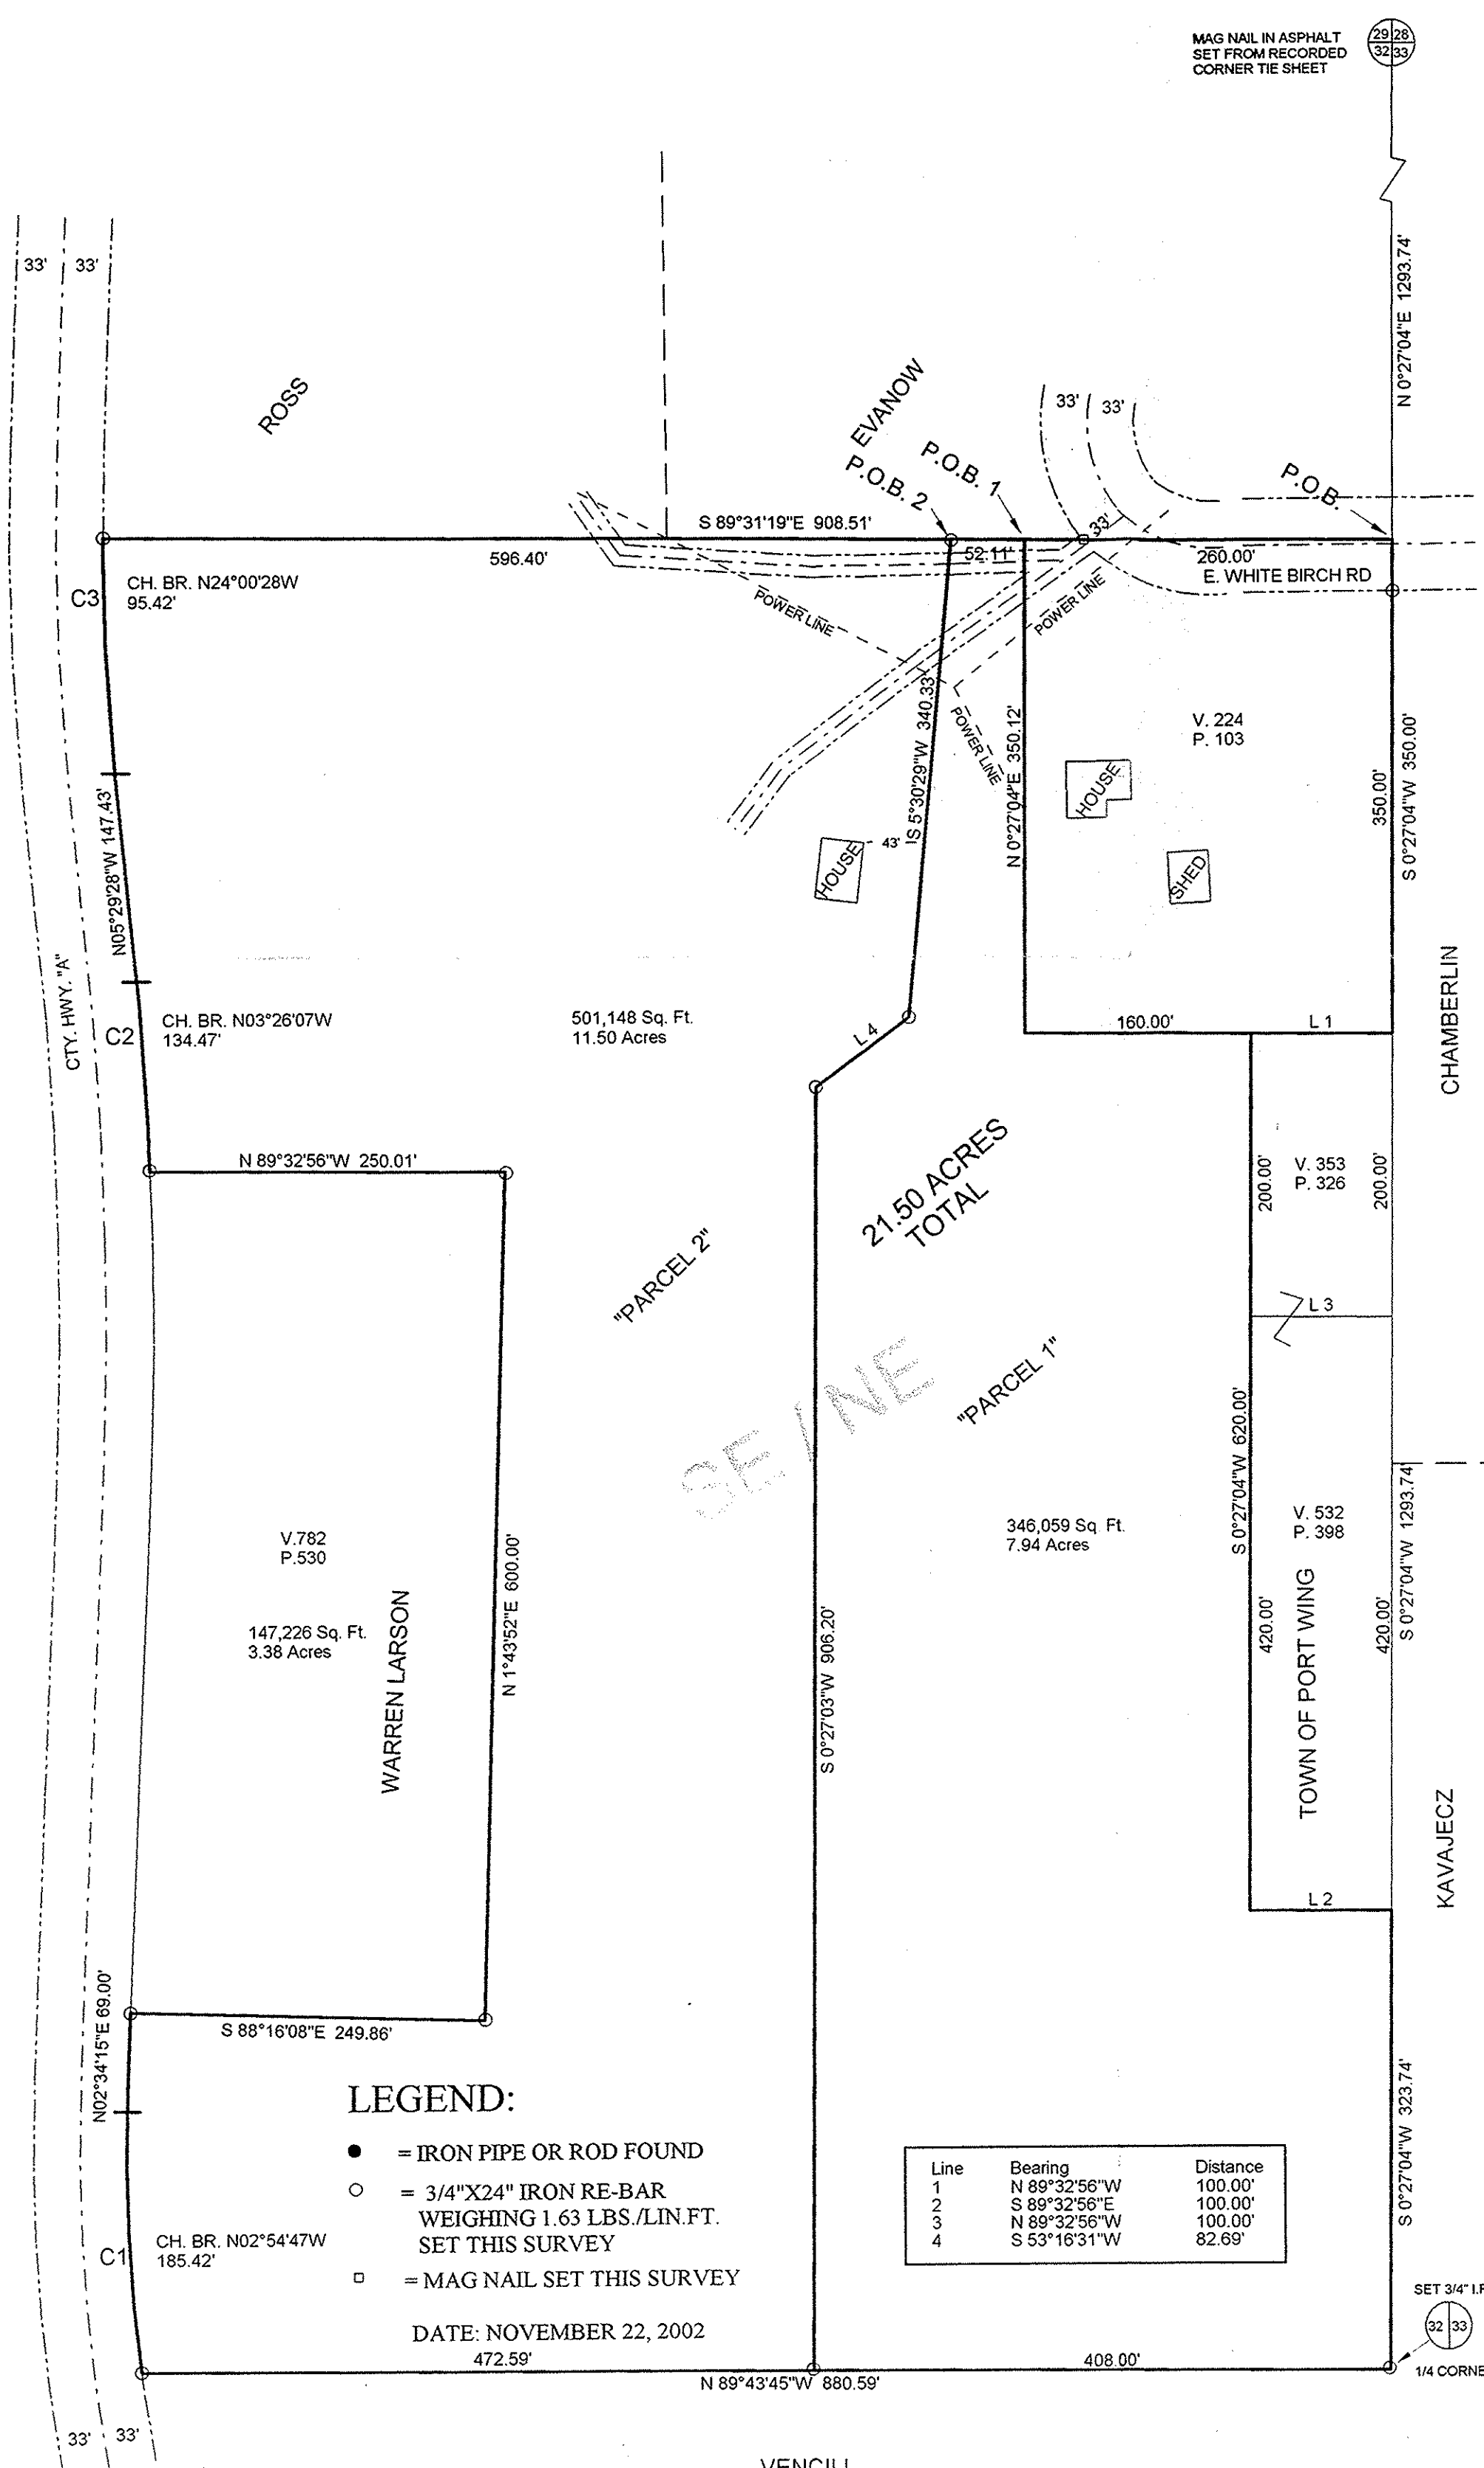 MAG NAIL IN ASPHALT
SET FROM RECORDED
CORNER TIE SHEET
29 28
32 33
N 0°27'04"E 1293.74'
33'
33'
ROSS
EVANOW
33'
33'
P.O.B. 2
P.O.B. 1
P.O.B.
S 89°31'19"E 908.51'
33'
596.40'
52.11'
260.00'
E. WHITE BIRCH RD
C3
CH. BR. N24°00'28W
95.42'
POWER LINE
POWER LINE
POWER LINE
S 5°30'29"W 340.33'
N 0°27'04"E 350.12'
V. 224
P. 103
350.00'
S 0°27'04"W 350.00'
HOUSE
SHED
HOUSE
43'
N05°29'28"W 147.43'
CTY. HWY. "A"
C2
CH. BR. N03°26'07W
134.47'
501,148 Sq. Ft.
11.50 Acres
L 4
160.00'
L 1
CHAMBERLIN
N 89°32'56"W 250.01'
21.50 ACRES
TOTAL
200.00'
V. 353
P. 326
200.00'
"PARCEL 2"
L 3
SE / NE
"PARCEL 1"
S 0°27'04"W 620.00'
346,059 Sq. Ft.
7.94 Acres
V. 532
P. 398
S 0°27'04"W 1293.74'
V.782
P.530
147,226 Sq. Ft.
3.38 Acres
WARREN LARSON
N 1°43'52"E 600.00'
S 0°27'03"W 906.20'
420.00'
TOWN OF PORT WING
420.00'
KAVAJECZ
L 2
N02°34'15"E 69.00'
S 88°16'08"E 249.86'
S 0°27'04"W 323.74'
LEGEND:
= IRON PIPE OR ROD FOUND
= 3/4"X24" IRON RE-BAR
WEIGHING 1.63 LBS./LIN.FT.
SET THIS SURVEY
= MAG NAIL SET THIS SURVEY
DATE: NOVEMBER 22, 2002
C1
CH. BR. N02°54'47W
185.42'
Line Bearing Distance
1 N 89°32'56"W 100.00'
2 S 89°32'56"E 100.00'
3 N 89°32'56"W 100.00'
4 S 53°16'31"W 82.69'
SET 3/4" I.
32 33
1/4 CORNE
472.59'
408.00'
N 89°43'45"W 880.59'
33'
33'